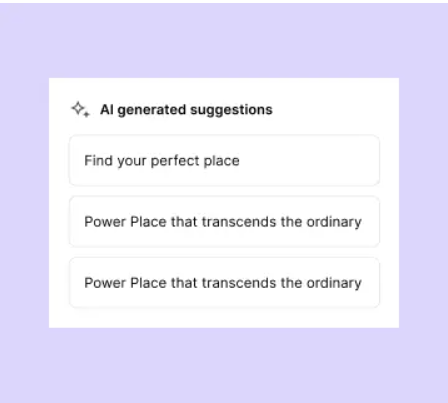 AI generated suggestions
Find your perfect place
Power Place that transcends the ordinary
Power Place that transcends the ordinary